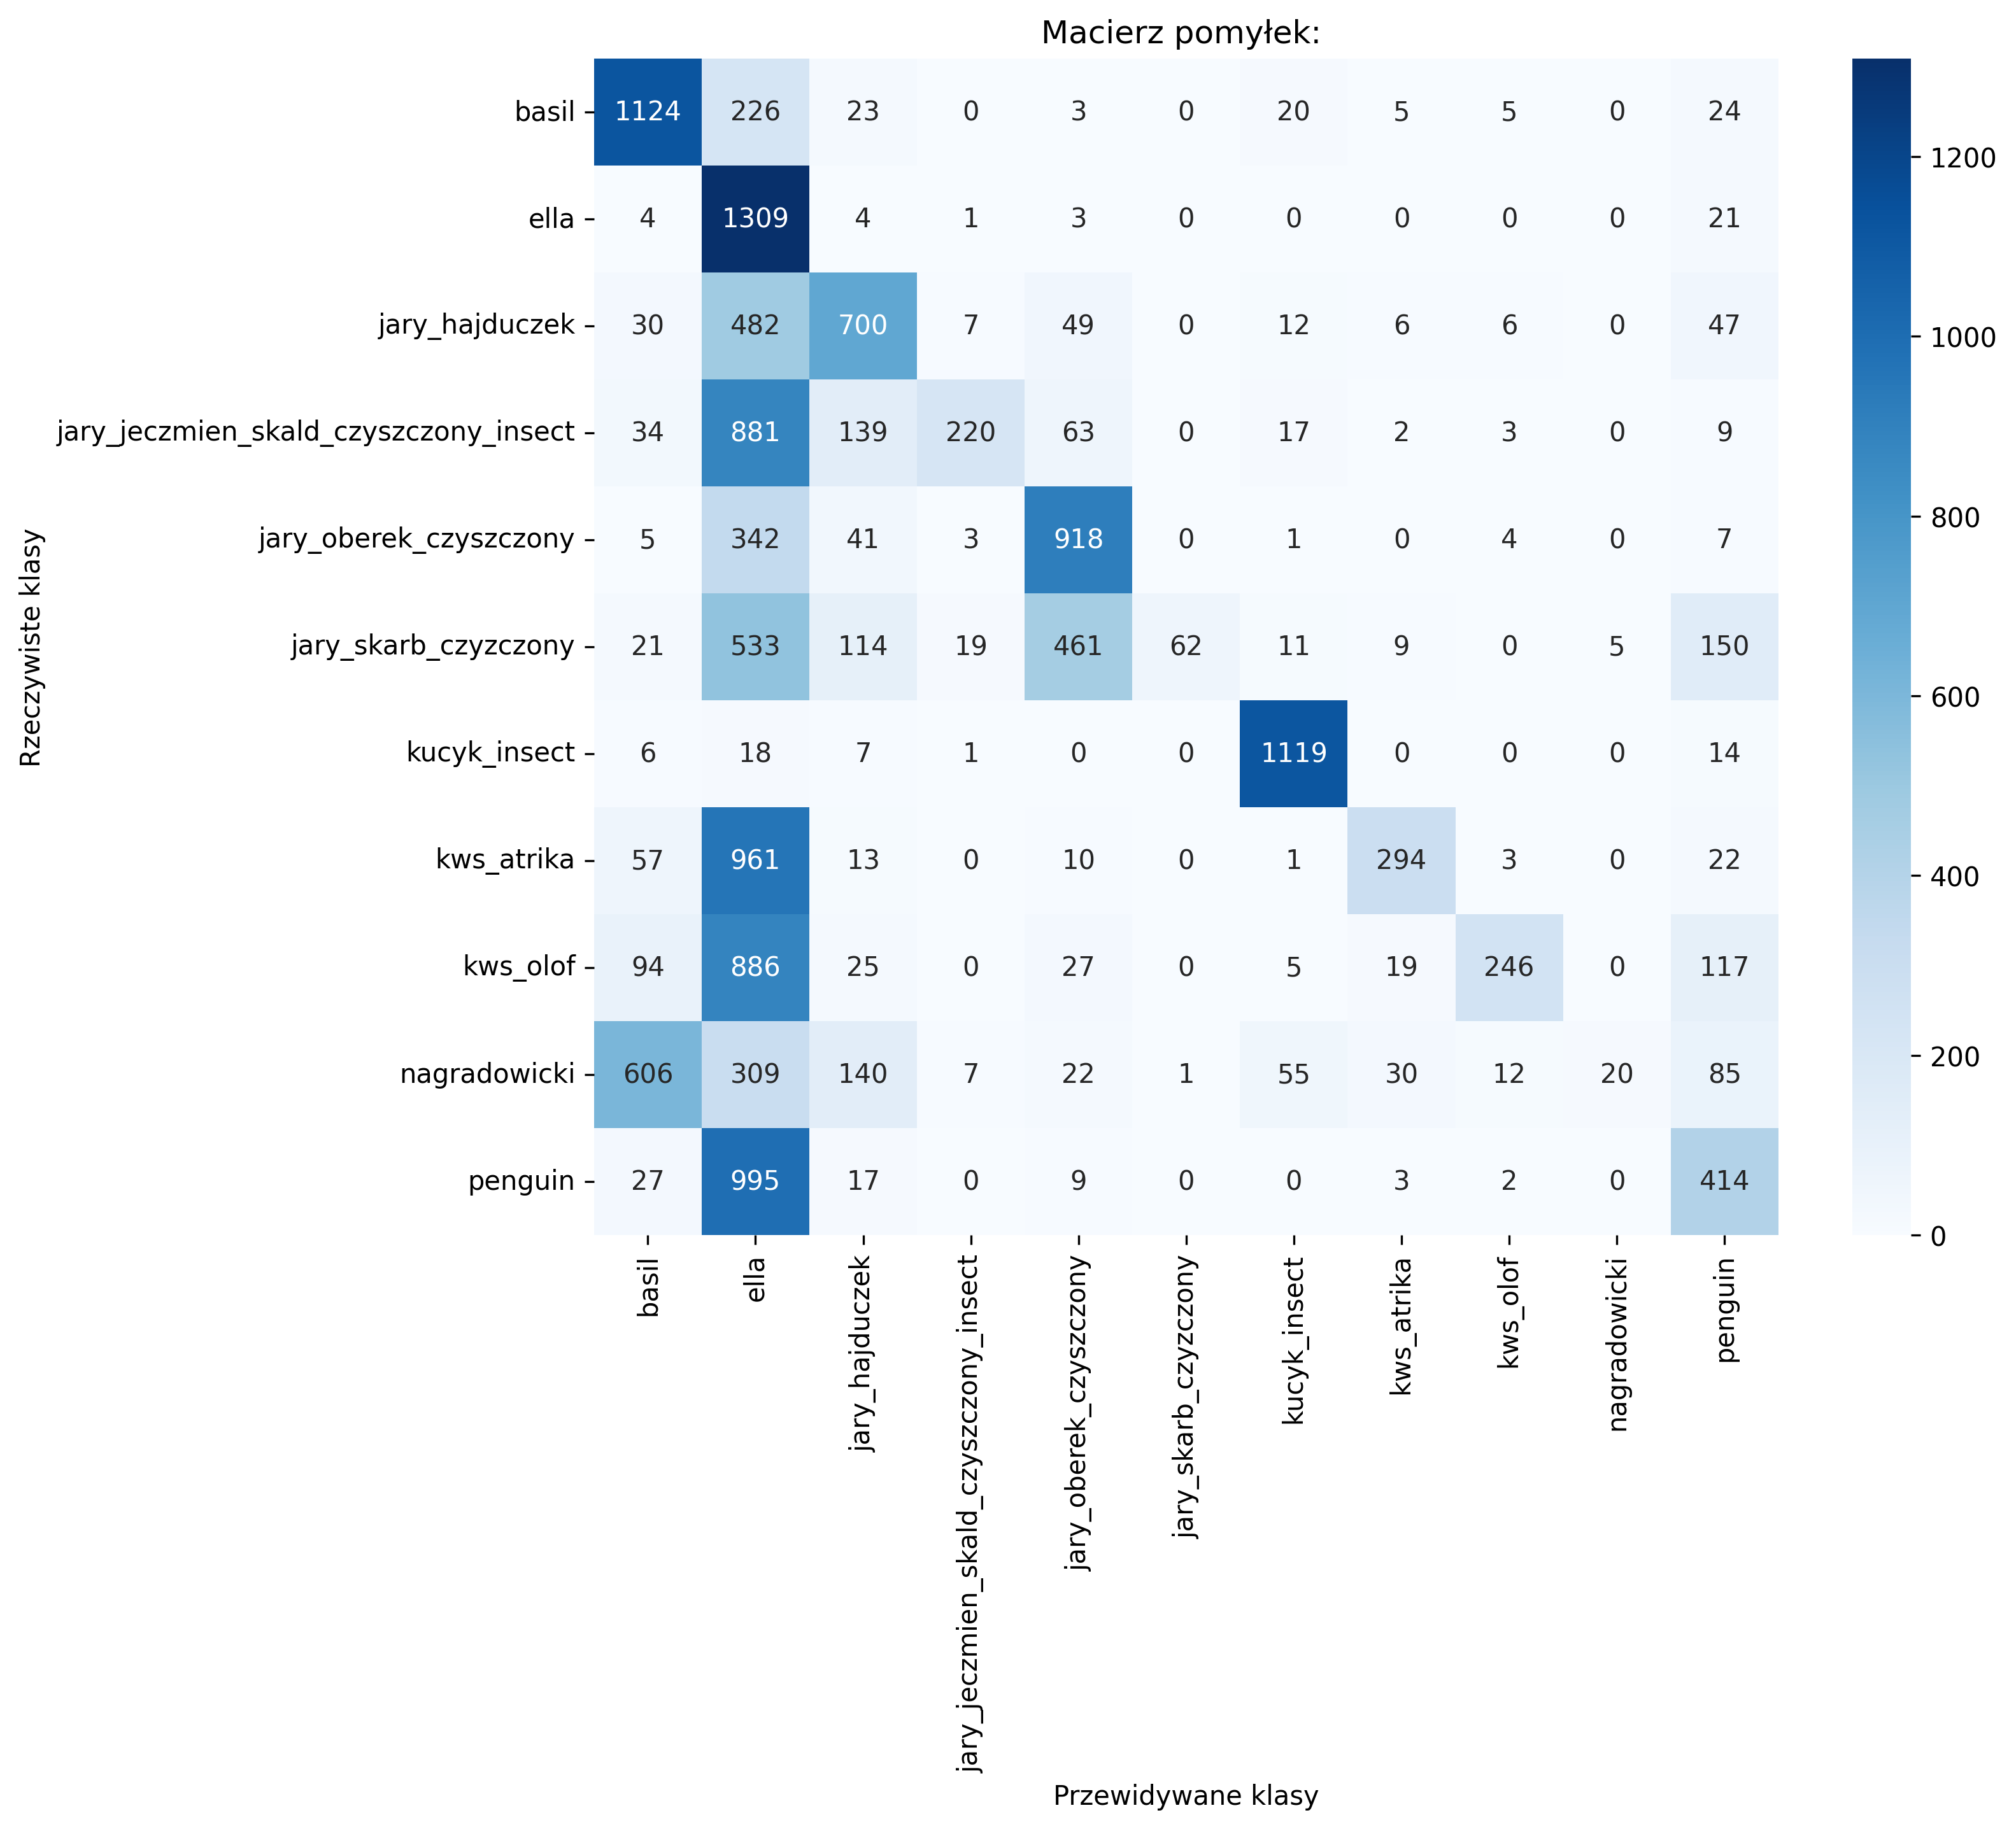 Macierz pomyłek:
basil 1124 226 23 0 3 0 20 5 5 0 24
ella 4 1309 4 1 3 0 0 0 0 0 21
jary_hajduczek 30 482 700 7 49 0 12 6 6 0 47
jary_jeczmien_skald_czyszczony_insect 34 881 139 220 63 0 17 2 3 0 9
jary_oberek_czyszczony 5 342 41 3 918 0 1 0 4 0 7
jary_skarb_czyzczony 21 533 114 19 461 62 11 9 0 5 150
kucyk_insect 6 18 7 1 0 0 1119 0 0 0 14
kws_atrika 57 961 13 0 10 0 1 294 3 0 22
kws_olof 94 886 25 0 27 0 5 19 246 0 117
nagradowicki 606 309 140 7 22 1 55 30 12 20 85
penguin 27 995 17 0 9 0 0 3 2 0 414
Rzeczywiste klasy
basil
ella
jary_hajduczek
jary_jeczmien_skald_czyszczony_insect
jary_oberek_czyszczony
jary_skarb_czyzczony
kucyk_insect
kws_atrika
kws_olof
nagradowicki
penguin
Przewidywane klasy
1200
1000
800
600
400
200
0